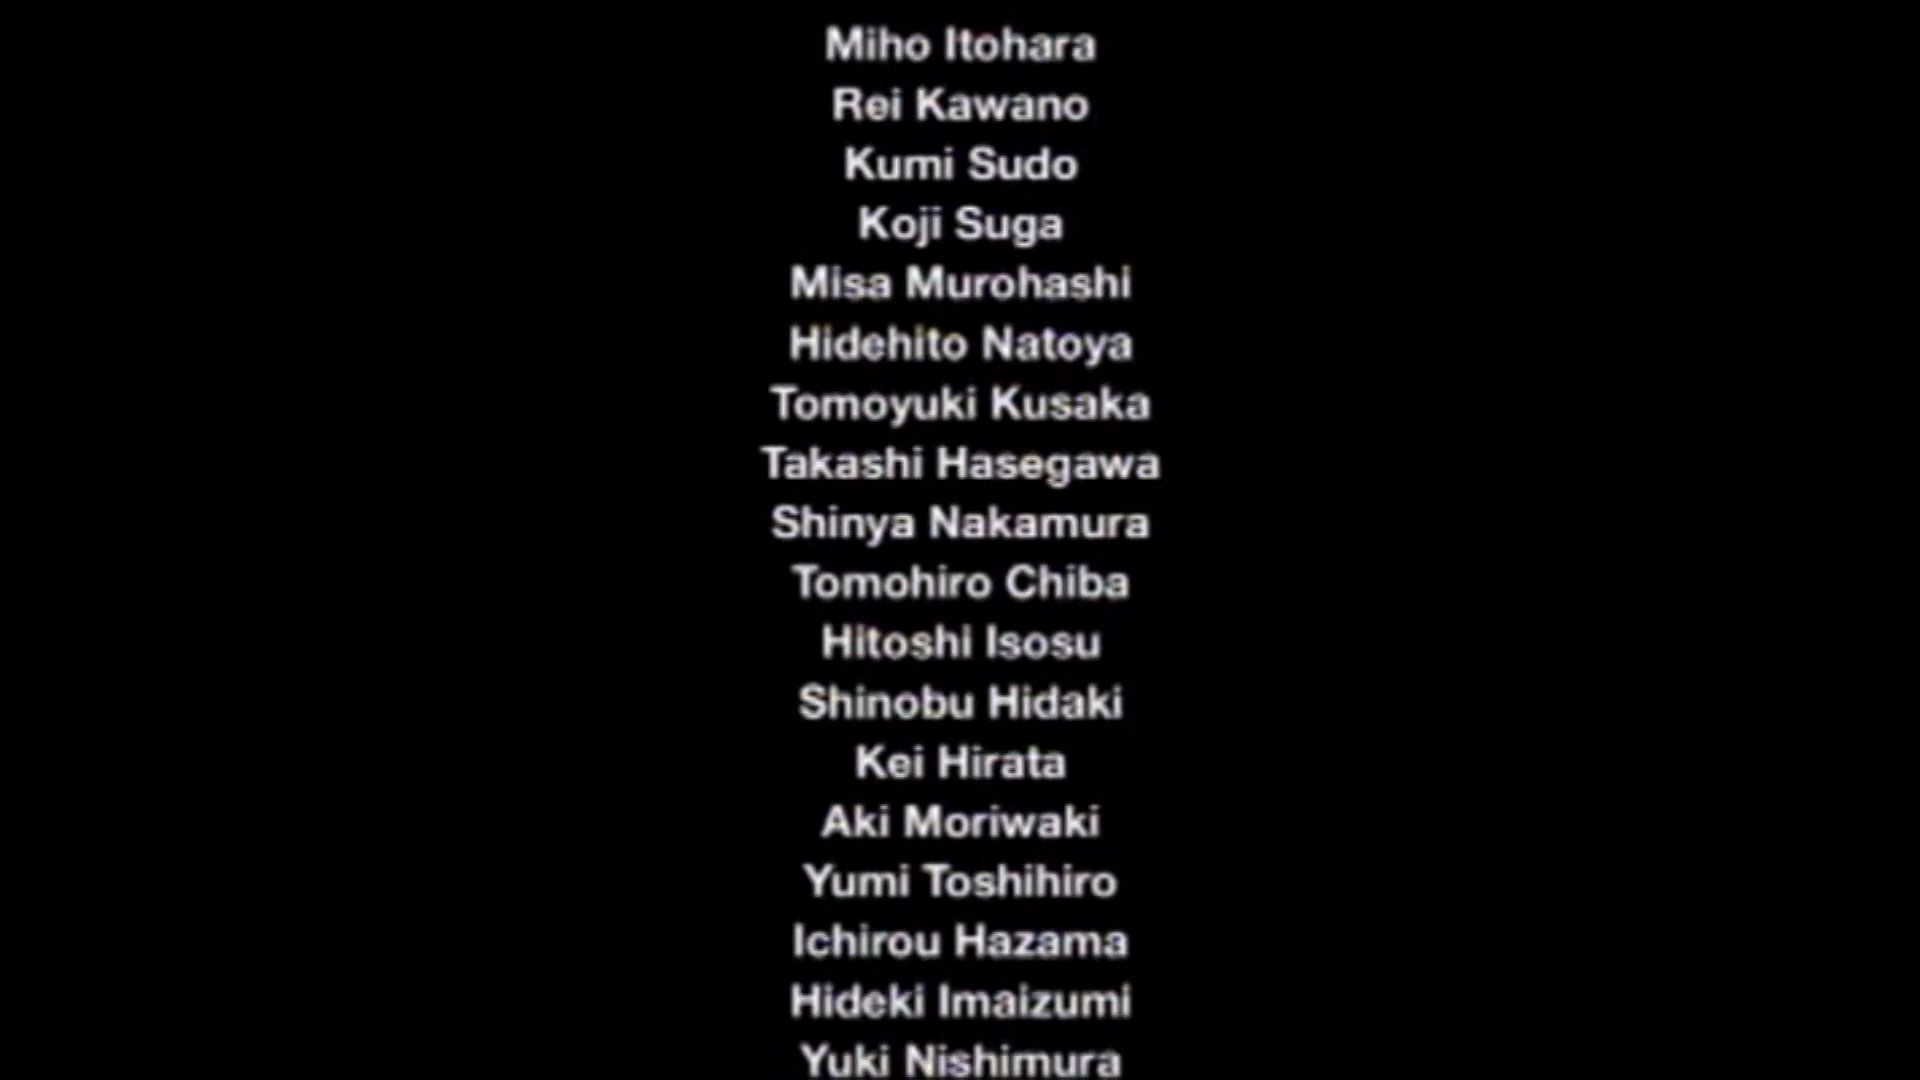 Miho Itohara
Rei Kawano
Kumi Sudo
Koji Suga
Misa Murohashi
Hidehito Natoya
Tomoyuki Kusaka
Takashi Hasegawa
Shinya Nakamura
Tomohiro Chiba
Hitoshi Isosu
Shinobu Hidaki
Kei Hirata
Aki Moriwaki
Yumi Toshihiro
Ichirou Hazama
Hideki Imaizumi
Yuki Nishimura